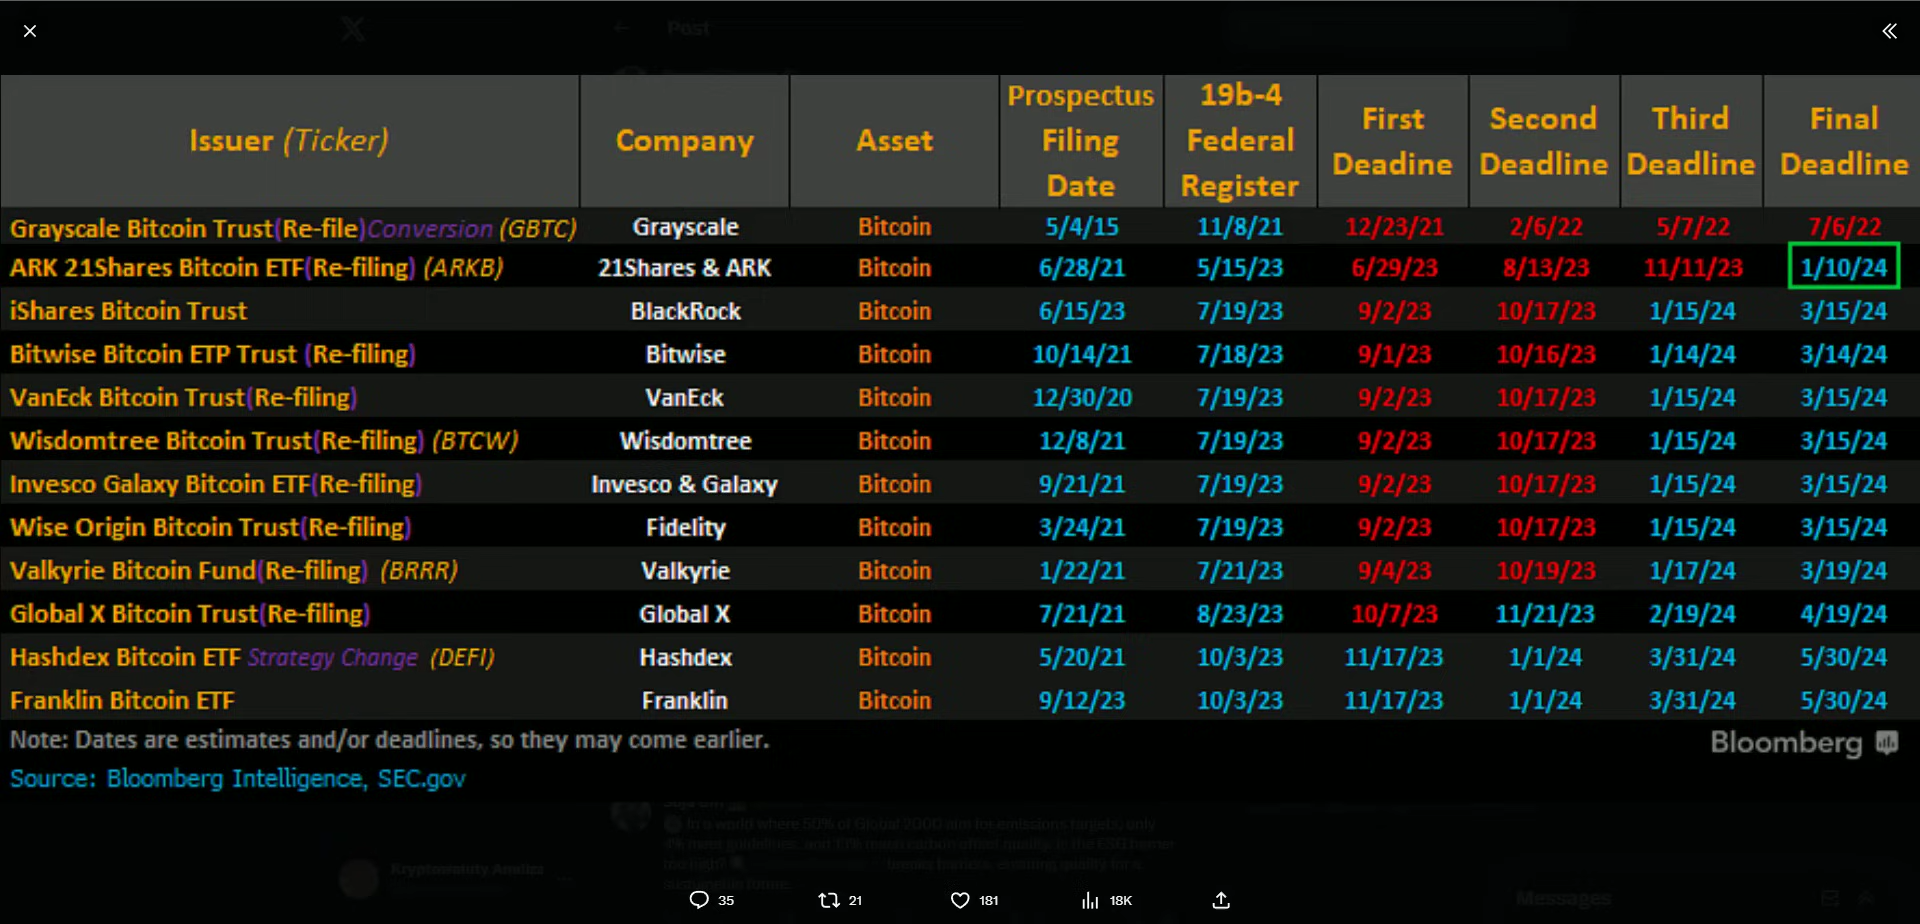 Post
Issuer (Ticker) Company Asset Prospectus Filing Date 19b-4 Federal Register First Deadine Second Deadline Third Deadline Final Deadline
Grayscale Bitcoin Trust(Re-file)Conversion (GBTC) Grayscale Bitcoin 5/4/15 11/8/21 12/23/21 2/6/22 5/7/22 7/6/22
ARK 21Shares Bitcoin ETF(Re-filing) (ARKB) 21Shares & ARK Bitcoin 6/28/21 5/15/23 6/29/23 8/13/23 11/11/23 1/10/24
iShares Bitcoin Trust BlackRock Bitcoin 6/15/23 7/19/23 9/2/23 10/17/23 1/15/24 3/15/24
Bitwise Bitcoin ETP Trust (Re-filing) Bitwise Bitcoin 10/14/21 7/18/23 9/1/23 10/16/23 1/14/24 3/14/24
VanEck Bitcoin Trust(Re-filing) VanEck Bitcoin 12/30/20 7/19/23 9/2/23 10/17/23 1/15/24 3/15/24
Wisdomtree Bitcoin Trust(Re-filing) (BTCW) Wisdomtree Bitcoin 12/8/21 7/19/23 9/2/23 10/17/23 1/15/24 3/15/24
Invesco Galaxy Bitcoin ETF(Re-filing) Invesco & Galaxy Bitcoin 9/21/21 7/19/23 9/2/23 10/17/23 1/15/24 3/15/24
Wise Origin Bitcoin Trust(Re-filing) Fidelity Bitcoin 3/24/21 7/19/23 9/2/23 10/17/23 1/15/24 3/15/24
Valkyrie Bitcoin Fund(Re-filing) (BRRR) Valkyrie Bitcoin 1/22/21 7/21/23 9/4/23 10/19/23 1/17/24 3/19/24
Global X Bitcoin Trust(Re-filing) Global X Bitcoin 7/21/21 8/23/23 10/7/23 11/21/23 2/19/24 4/19/24
Hashdex Bitcoin ETF Strategy Change (DEFI) Hashdex Bitcoin 5/20/21 10/3/23 11/17/23 1/1/24 3/31/24 5/30/24
Franklin Bitcoin ETF Franklin Bitcoin 9/12/23 10/3/23 11/17/23 1/1/24 3/31/24 5/30/24
Note: Dates are estimates and/or deadlines, so they may come earlier.
Bloomberg
Source: Bloomberg Intelligence, SEC.gov
In a world where 50% of Global 2000 aim for emissions targets, only
Messages
35 21 181 18K